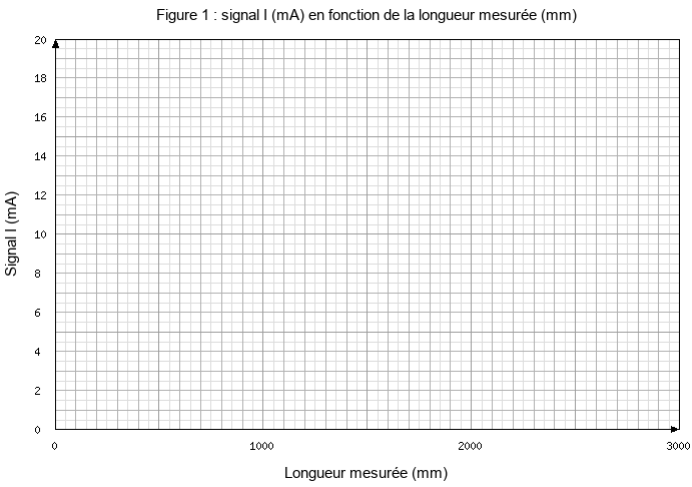 Figure 1 : signal I (mA) en fonction de la longueur mesurée (mm)
20
18
16
14
12
10
8
6
4
2
0
Signal I (mA)
0 1000 2000 3000
Longueur mesurée (mm)